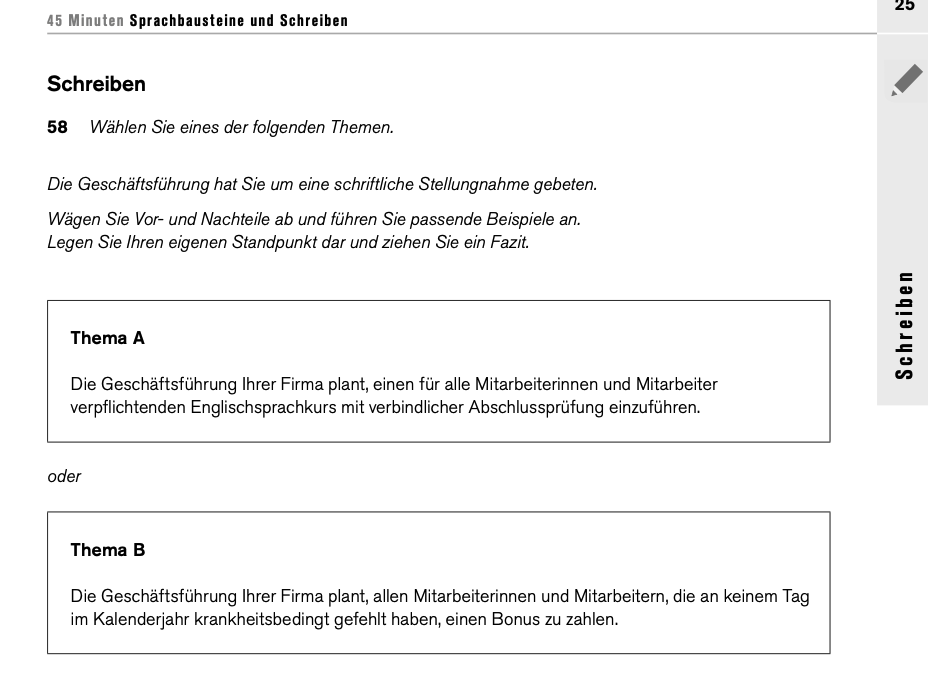 45 Minuten Sprachbausteine und Schreiben
25
Schreiben
58 Wählen Sie eines der folgenden Themen.
Die Geschäftsführung hat Sie um eine schriftliche Stellungnahme gebeten.
Wägen Sie Vor- und Nachteile ab und führen Sie passende Beispiele an.
Legen Sie Ihren eigenen Standpunkt dar und ziehen Sie ein Fazit.
Thema A
Die Geschäftsführung Ihrer Firma plant, einen für alle Mitarbeiterinnen und Mitarbeiter
verpflichtenden Englischsprachkurs mit verbindlicher Abschlussprüfung einzuführen.
oder
Thema B
Die Geschäftsführung Ihrer Firma plant, allen Mitarbeiterinnen und Mitarbeitern, die an keinem Tag
im Kalenderjahr krankheitsbedingt gefehlt haben, einen Bonus zu zahlen.
Schreiben